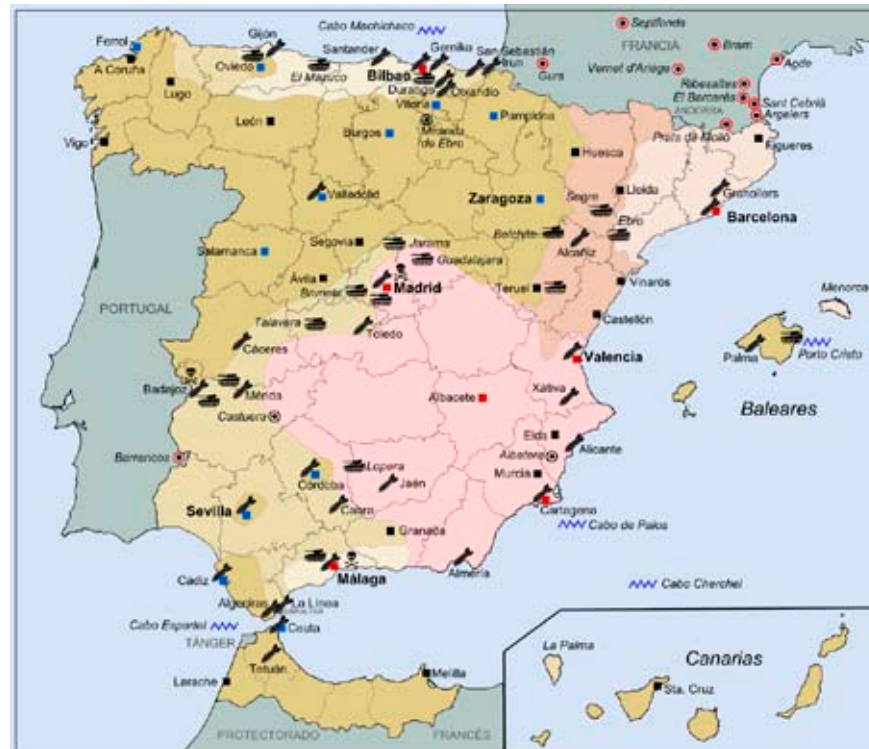 Cabo Machichaco
Septfonds
FRANCIA
Bram
Agde
Gurs
Vernet d'Ariege
Ribesaltes
El Barcarès
Sant Cebrià
ANDORRA
Argelers
Prats de Molló
Figueres
Ferrol
A Coruña
Gijón
Oviedo
Santander
El Mazuco
Gernika
San Sebastián
Irun
Bilbao
Durango
Otxandio
Vitoria
Lugo
León
Burgos
Miranda
de Ebro
Pamplona
Vigo
Huesca
Valladolid
Zaragoza
Segre
Lleida
Granollers
Barcelona
Ebro
Belchite
Alcañiz
Salamanca
Segovia
Jarama
Guadalajara
Ávila
Madrid
Brunete
Teruel
Vinaròs
Menorca
PORTUGAL
Talavera
Toledo
Castellón
Cáceres
Valencia
Palma
Porto Cristo
Badajoz
Mérida
Castuera
Albacete
Xàtiva
Baleares
Elda
Alicante
Albatera
Barrancos
Lopera
Córdoba
Jaén
Murcia
Sevilla
Cabra
Cartagena
Cabo de Palos
Granada
Málaga
Almería
Cádiz
Cabo Cherchel
Algeciras
La Línea
Cabo Espartel
Ceuta
TÁNGER
Tetuán
Larache
Melilla
PROTECTORADO
FRANCÉS
La Palma
Canarias
Sta. Cruz